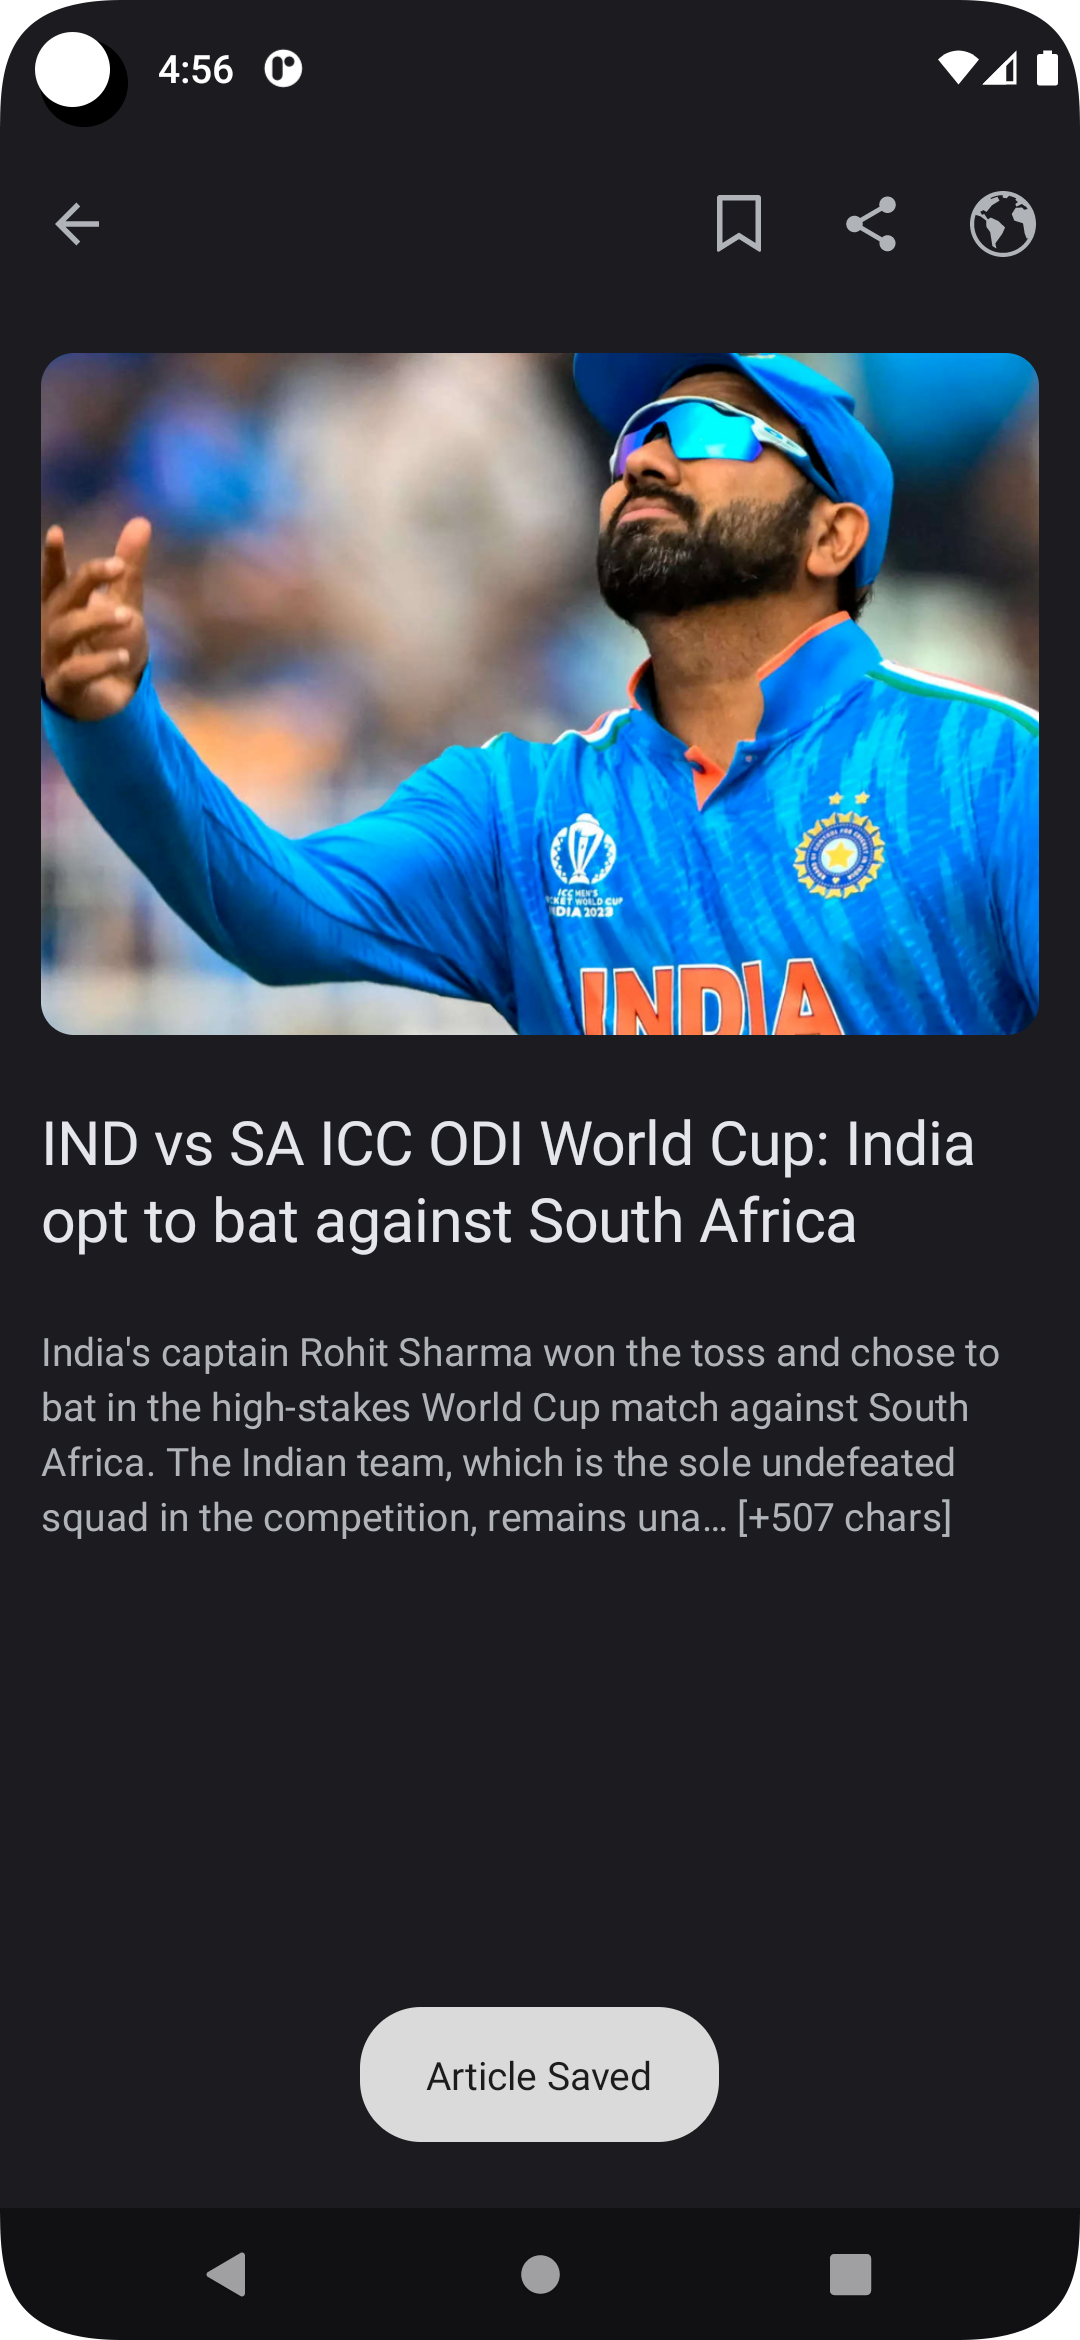 4:56
ICC MEN'S
CKET WORLD CUP
INDIA 2023
INDIA
IND vs SA ICC ODI World Cup: India
opt to bat against South Africa
India's captain Rohit Sharma won the toss and chose to
bat in the high-stakes World Cup match against South
Africa. The Indian team, which is the sole undefeated
squad in the competition, remains una... [+507 chars]
Article Saved